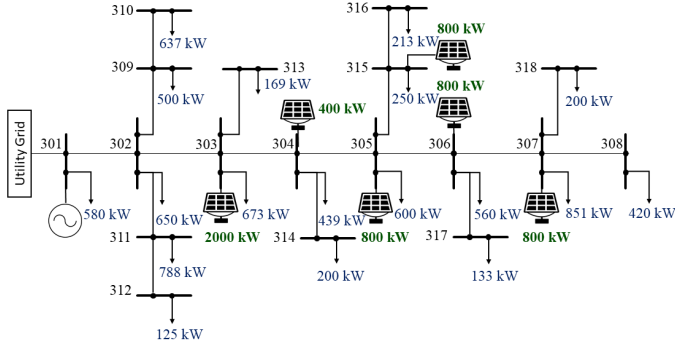 310
637 kW
309
500 kW
313
169 kW
316
213 kW
800 kW
315
250 kW
800 kW
318
200 kW
400 kW
Utility Grid
301
302
303
304
305
306
307
308
580 kW
650 kW
673 kW
439 kW
600 kW
560 kW
851 kW
420 kW
311
2000 kW
314
800 kW
317
800 kW
788 kW
200 kW
133 kW
312
125 kW